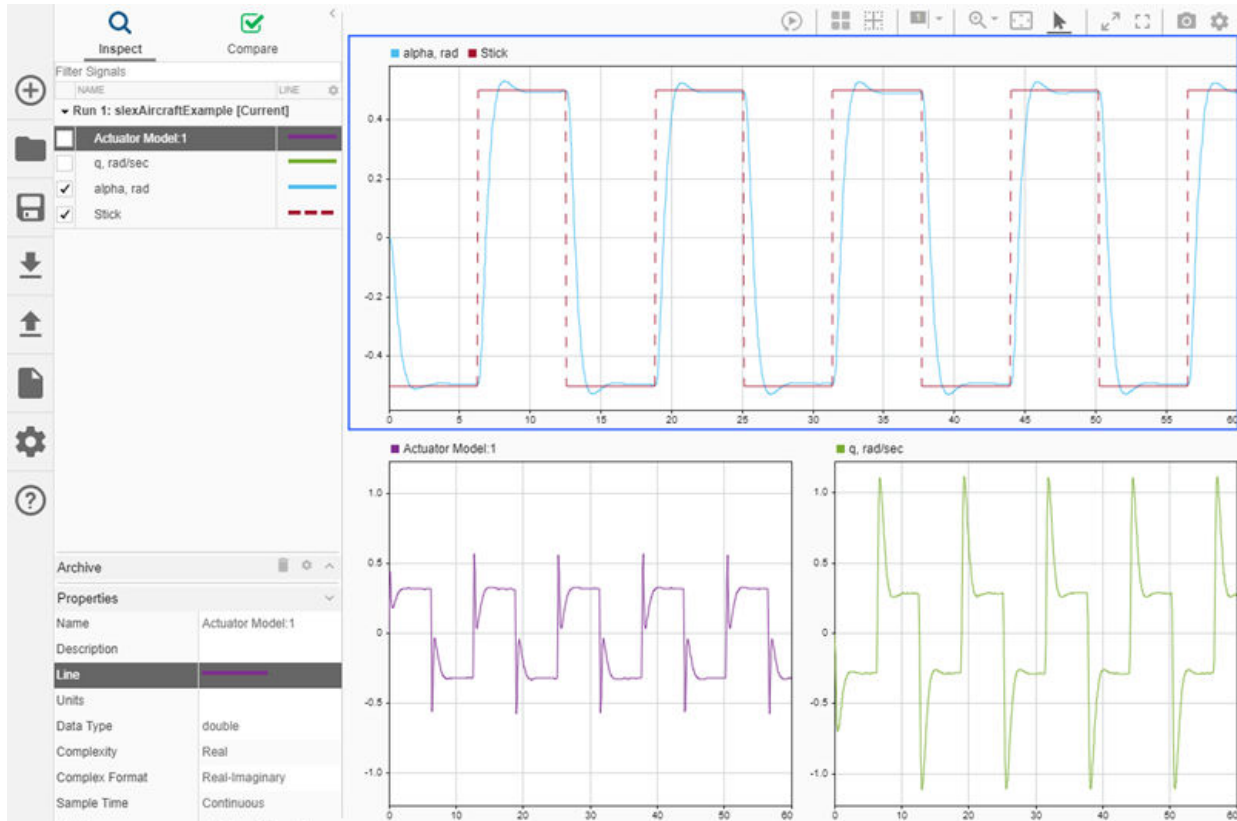 Inspect
Compare
Filter Signals
NAME LINE
Run 1: slexAircraftExample [Current]
Actuator Model:1
q, rad/sec
alpha, rad
Stick
Archive
Properties
Name Actuator Model:1
Description
Line
Units
Data Type double
Complexity Real
Complex Format Real-Imaginary
Sample Time Continuous
1
alpha, rad Stick
0.4
0.2
0
-0.2
-0.4
0 5 10 15 20 25 30 35 40 45 50 55 60
Actuator Model:1
1.0
0.5
0
-0.5
-1.0
0 10 20 30 40 50 60
q, rad/sec
1.0
0.5
0
-0.5
-1.0
0 10 20 30 40 50 60